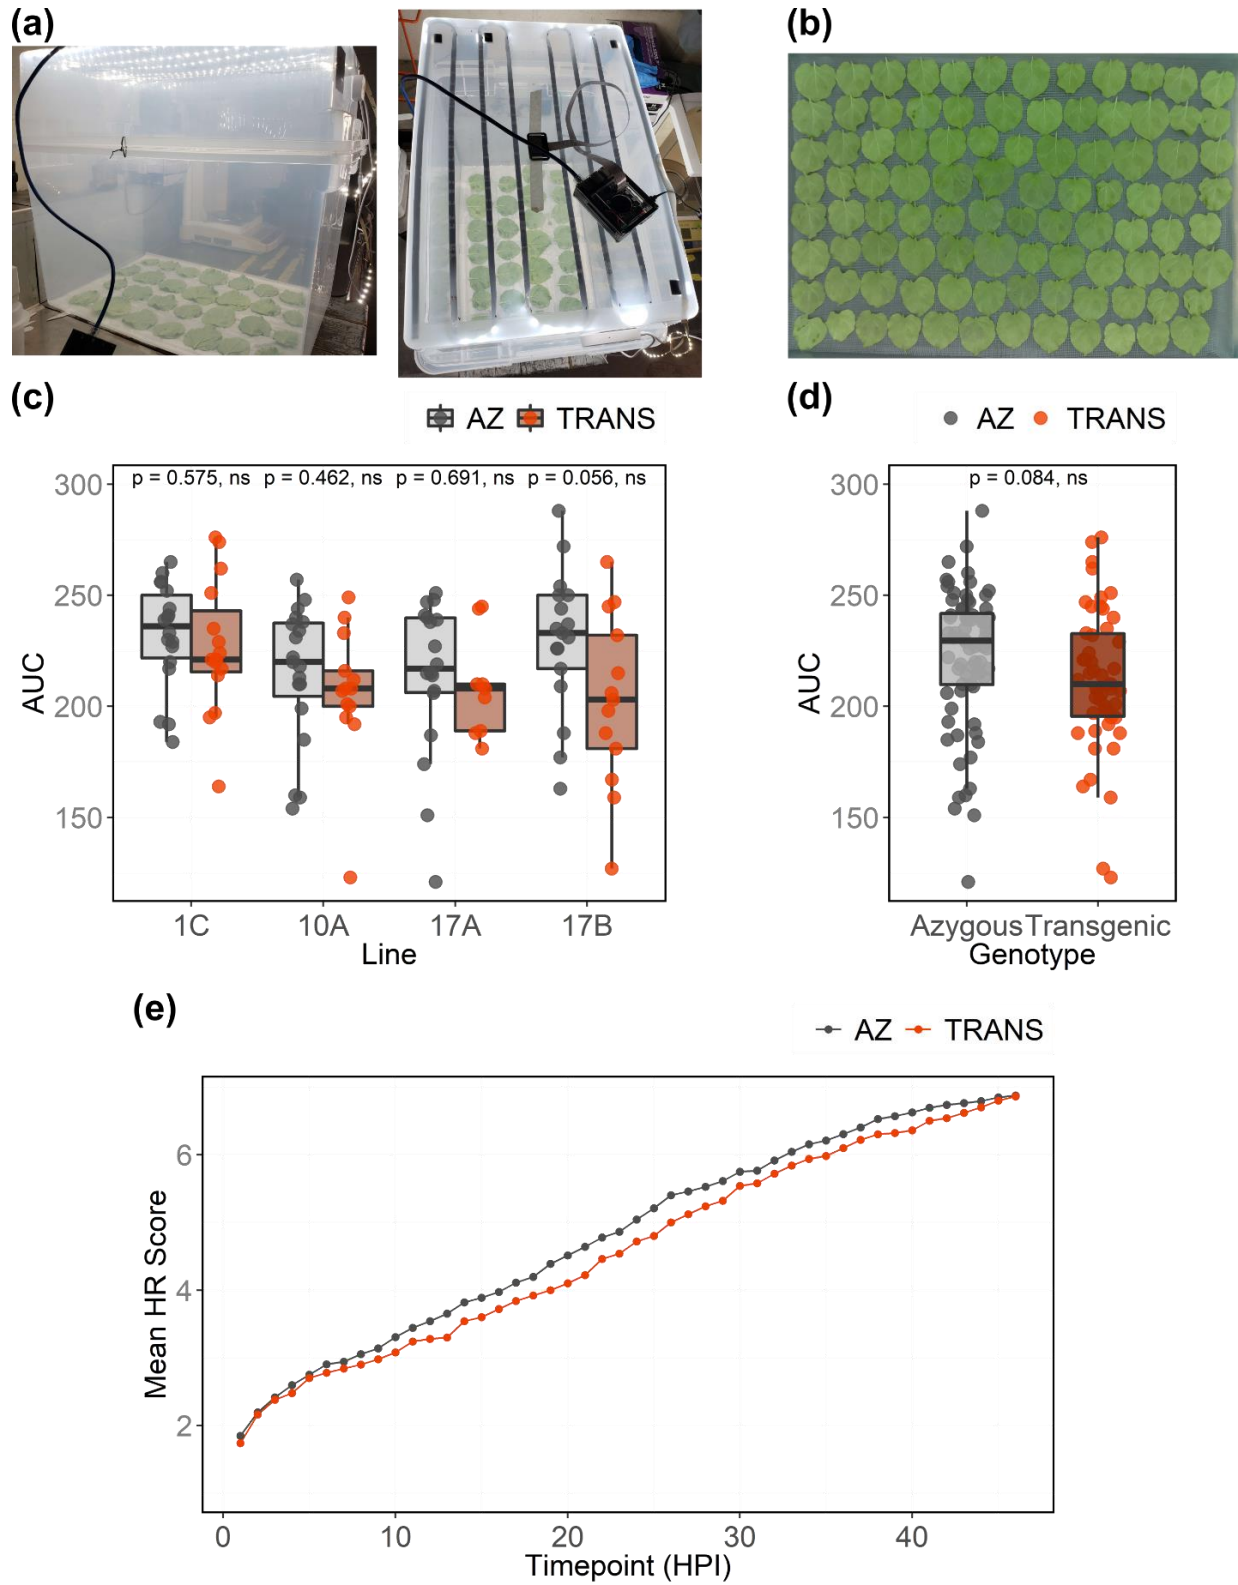 (a)
(b)
(c)
AZ TRANS
p = 0.575, ns p = 0.462, ns p = 0.691, ns p = 0.056, ns
300
250
200
150
AUC
1C 10A 17A 17B
Line
(d)
AZ TRANS
p = 0.084, ns
300
250
200
150
AUC
Azygous Transgenic
Genotype
(e)
AZ TRANS
6
4
2
Mean HR Score
0 10 20 30 40
Timepoint (HPI)